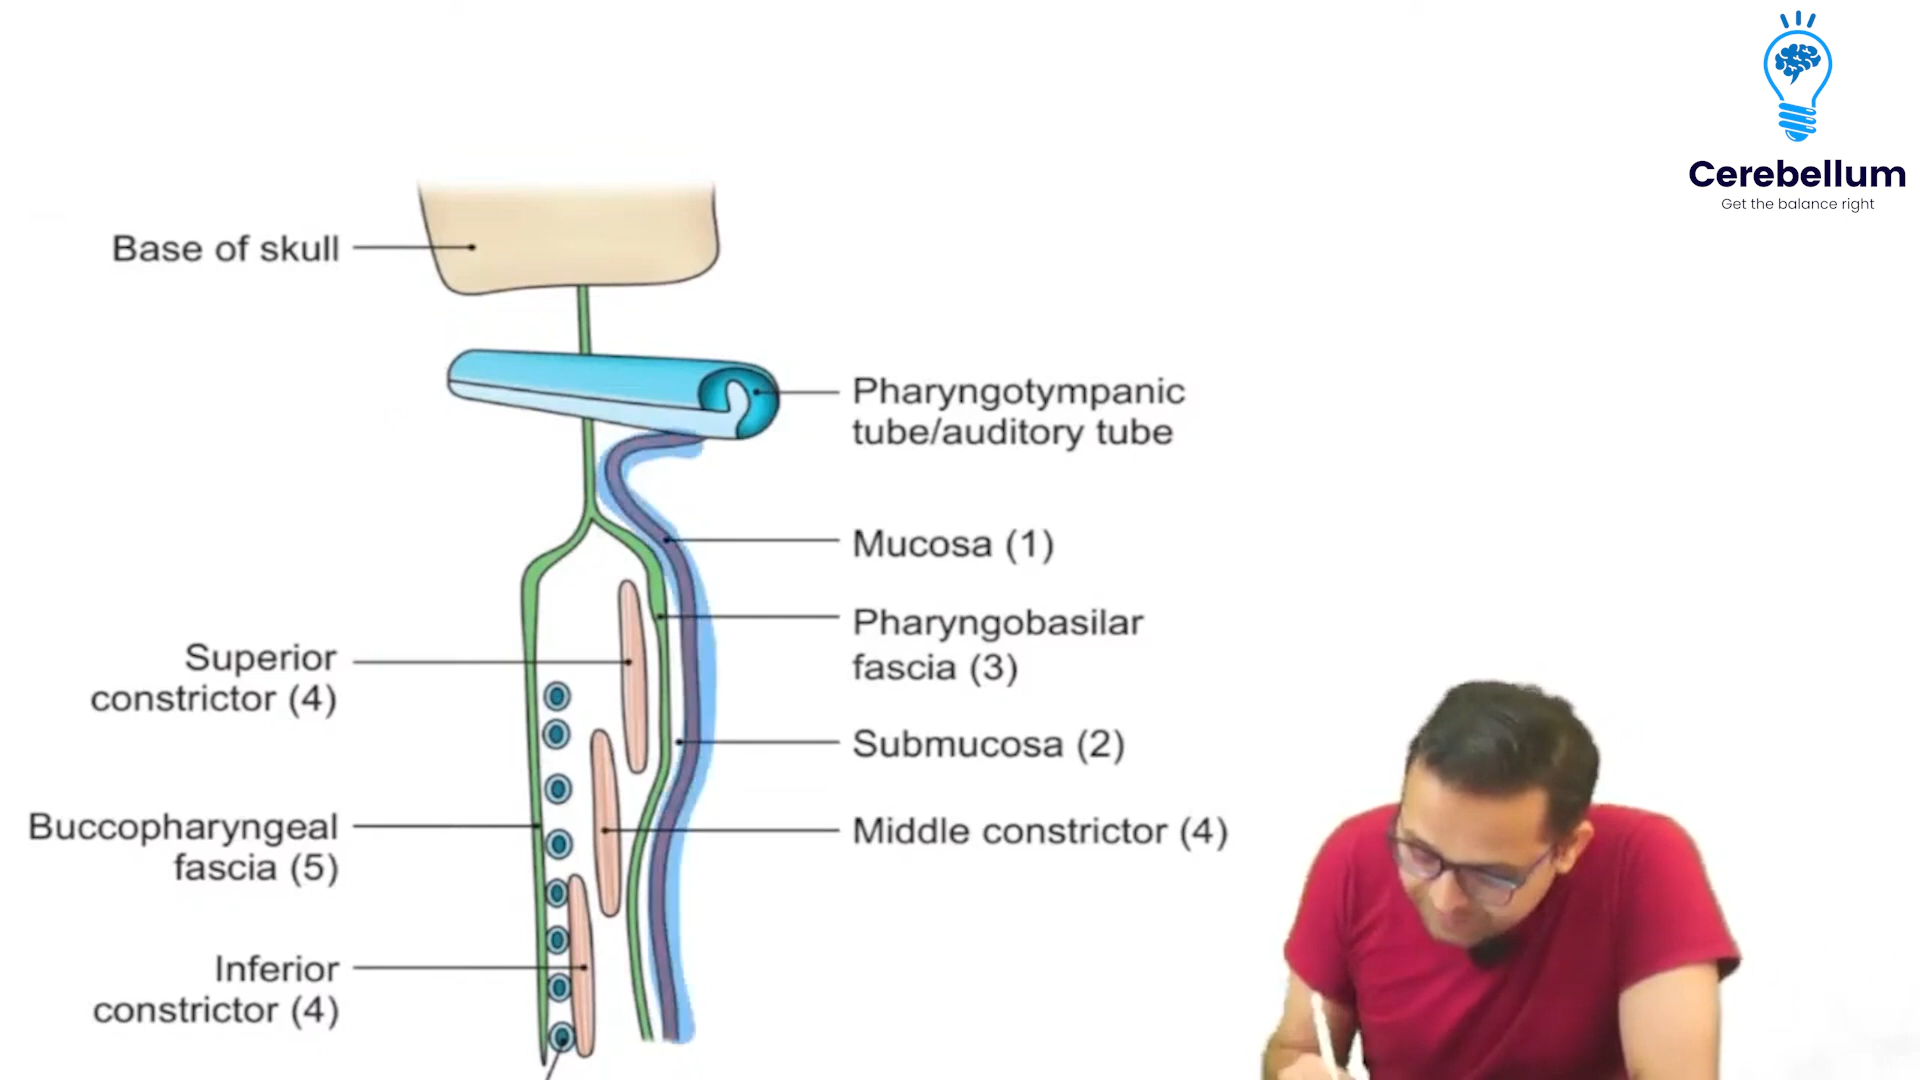 Cerebellum
Get the balance right
Base of skull
Pharyngotympanic
tube/auditory tube
Mucosa (1)
Pharyngobasilar
fascia (3)
Superior
constrictor (4)
Submucosa (2)
Buccopharyngeal
fascia (5)
Middle constrictor (4)
Inferior
constrictor (4)